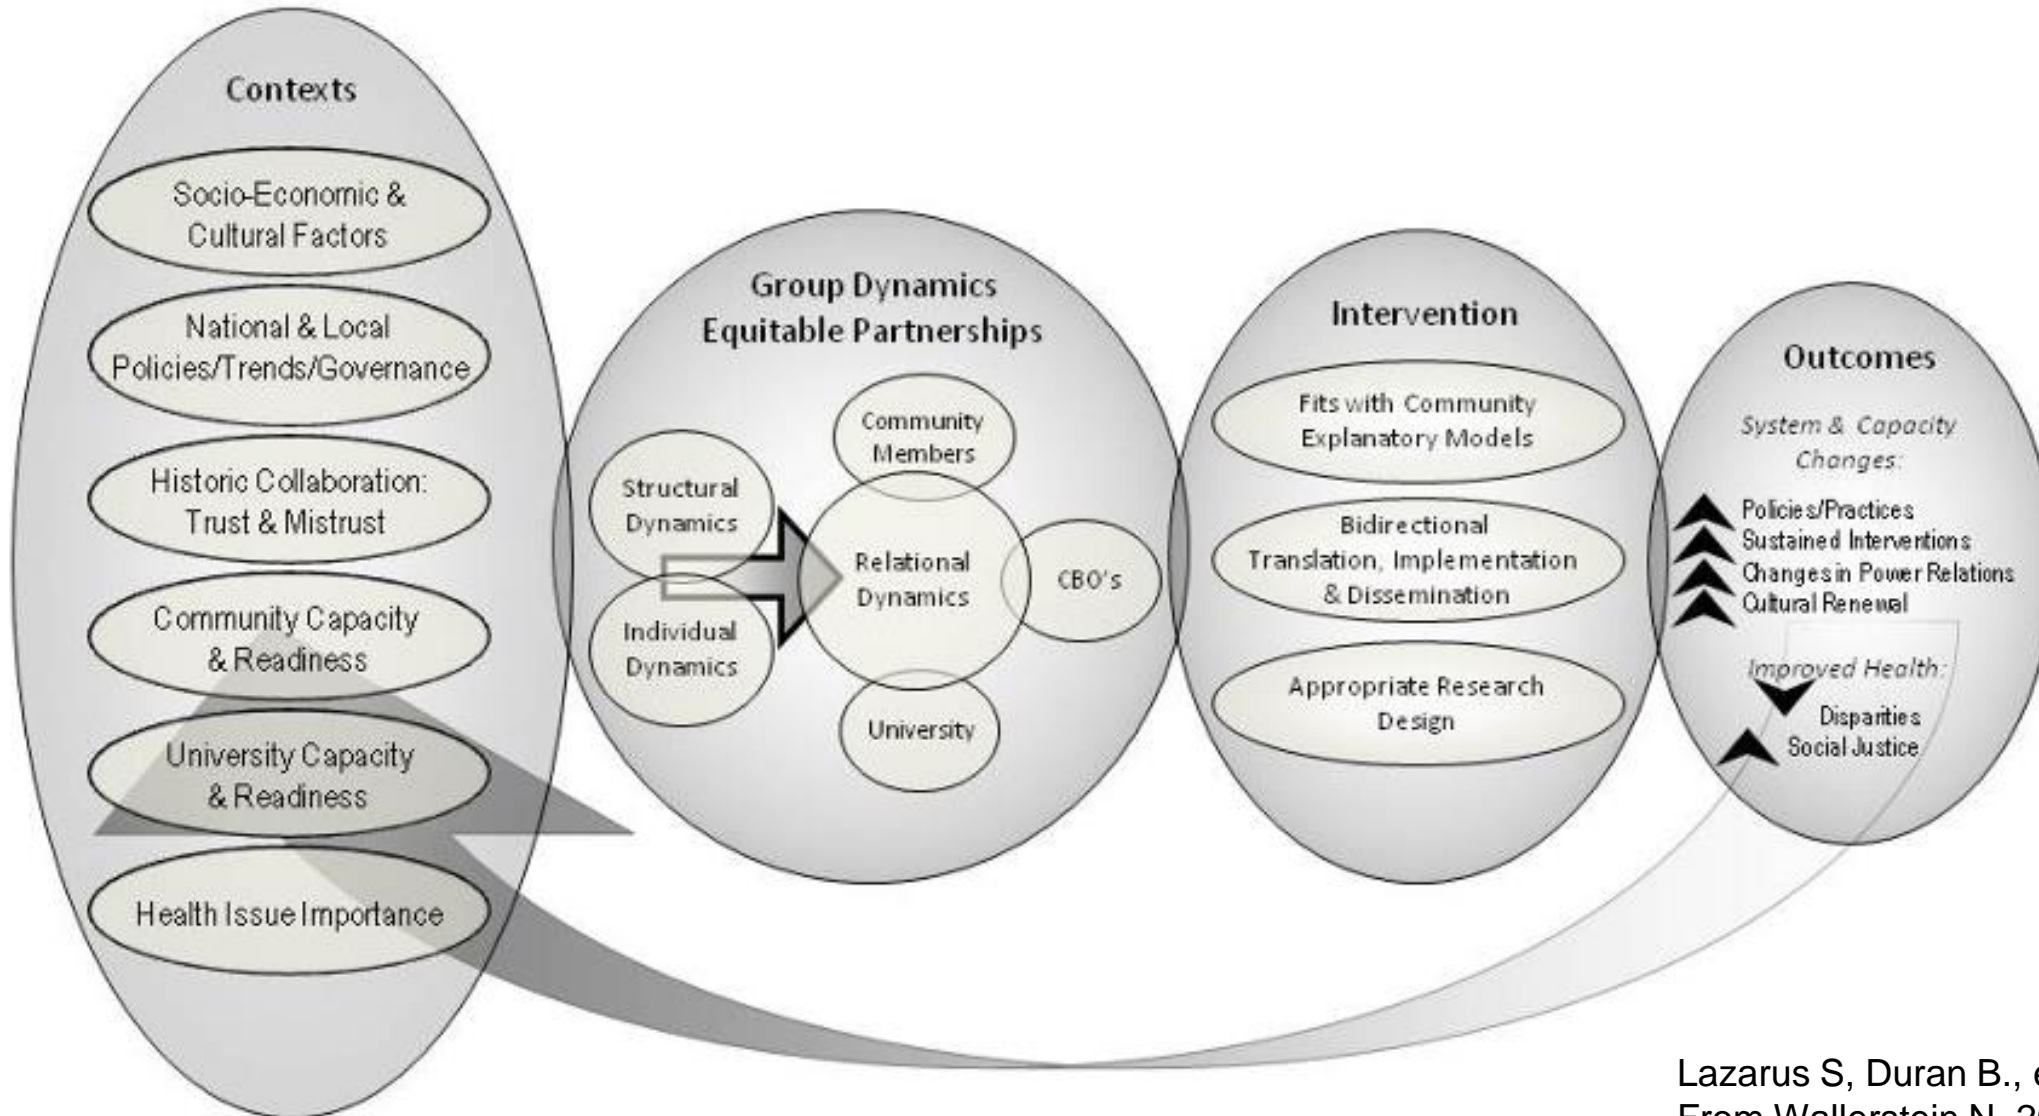 Contexts
Socio-Economic &
Cultural Factors
National & Local
Policies/Trends/Governance
Historic Collaboration:
Trust & Mistrust
Community Capacity
& Readiness
University Capacity
& Readiness
Health Issue Importance
Group Dynamics
Equitable Partnerships
Structural
Dynamics
Individual
Dynamics
Community
Members
Relational
Dynamics
CBO's
University
Intervention
Fits with Community
Explanatory Models
Bidirectional
Translation, Implementation
& Dissemination
Appropriate Research
Design
Outcomes
System & Capacity
Changes:
Policies/Practices
Sustained Interventions
Changes in Power Relations
Cultural Renewal
Improved Health:
Disparities
Social Justice
Lazarus S, Duran B.,
From Wallerstein N,